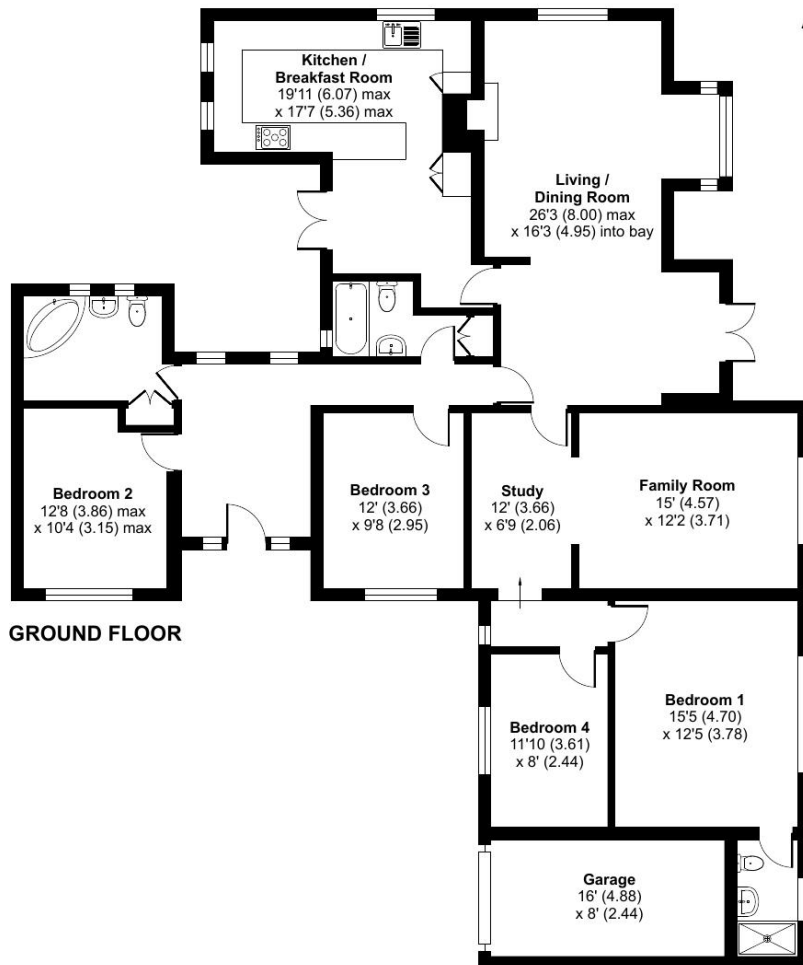 Kitchen /
Breakfast Room
19'11 (6.07) max
x 17'7 (5.36) max
Living /
Dining Room
26'3 (8.00) max
x 16'3 (4.95) into bay
Bedroom 2
12'8 (3.86) max
x 10'4 (3.15) max
Bedroom 3
12' (3.66)
x 9'8 (2.95)
Study
12' (3.66)
x 6'9 (2.06)
Family Room
15' (4.57)
x 12'2 (3.71)
GROUND FLOOR
Bedroom 1
15'5 (4.70)
x 12'5 (3.78)
Bedroom 4
11'10 (3.61)
x 8' (2.44)
Garage
16' (4.88)
x 8' (2.44)